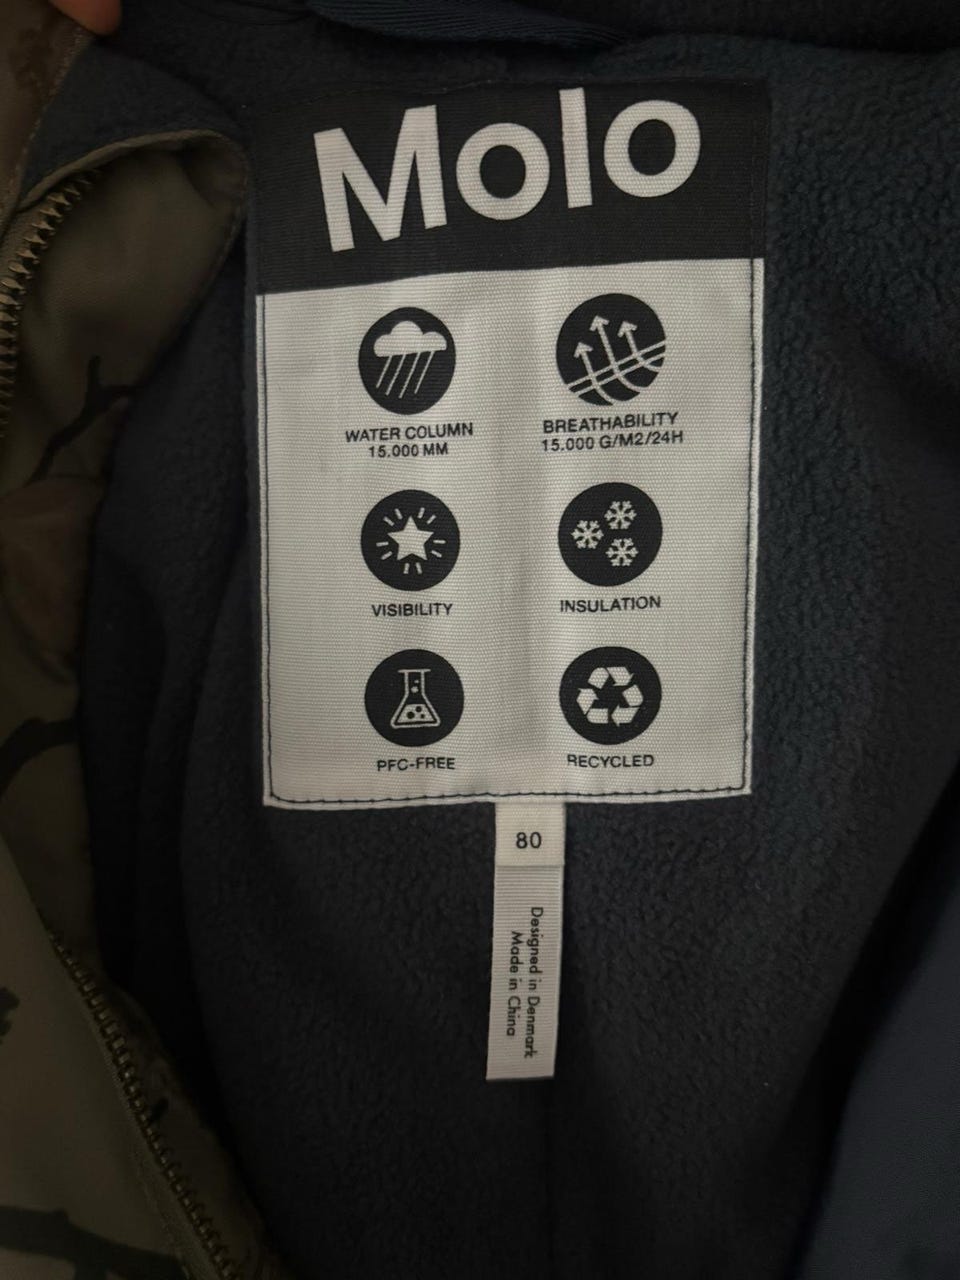 Molo
WATER COLUMN
15.000 MM
BREATHABILITY
15.000 G/M2/24H
VISIBILITY
INSULATION
PFC-FREE
RECYCLED
80
Designed in Denmark
Made in China